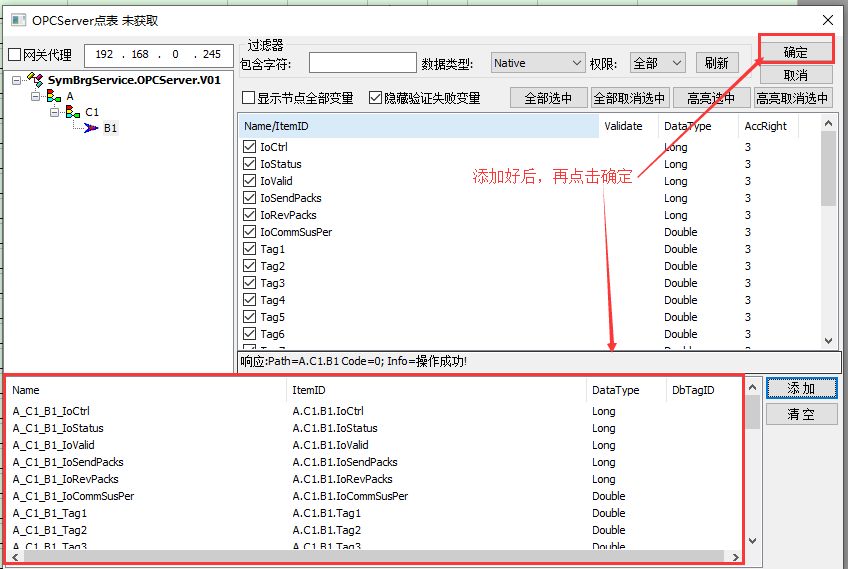 OPCServer点表 未获取
网关代理 192 . 168 . 0 . 245
过滤器
包含字符: 数据类型: Native 权限: 全部 刷新
确定
取消
显示节点全部变量 隐藏验证失败变量 全部选中 全部取消选中 高亮选中 高亮取消选中
SymBrgService.OPCServer.V01
A
C1
B1
Name/ItemID Validate DataType AccRight
IoCtrl Long 3
IoStatus Long 3
IoValid Long 3
IoSendPacks Long 3
IoRevPacks Long 3
IoCommSusPer Double 3
Tag1 Double 3
Tag2 Double 3
Tag3 Double 3
Tag4 Double 3
Tag5 Double 3
Tag6 Double 3
添加好后，再点击确定
响应:Path=A.C1.B1 Code=0; Info=操作成功!
Name ItemID DataType DbTagID
A_C1_B1_IoCtrl A.C1.B1.IoCtrl Long
A_C1_B1_IoStatus A.C1.B1.IoStatus Long
A_C1_B1_IoValid A.C1.B1.IoValid Long
A_C1_B1_IoSendPacks A.C1.B1.IoSendPacks Long
A_C1_B1_IoRevPacks A.C1.B1.IoRevPacks Long
A_C1_B1_IoCommSusPer A.C1.B1.IoCommSusPer Double
A_C1_B1_Tag1 A.C1.B1.Tag1 Double
A_C1_B1_Tag2 A.C1.B1.Tag2 Double
A_C1_B1_Tag3 A.C1.B1.Tag3 Double
添加
清空